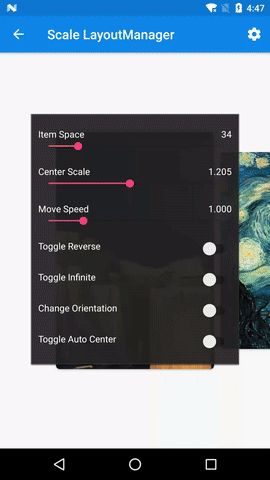 4:47
Scale LayoutManager
Item Space 34
Center Scale 1.205
Move Speed 1.000
Toggle Reverse
Toggle Infinite
Change Orientation
Toggle Auto Center